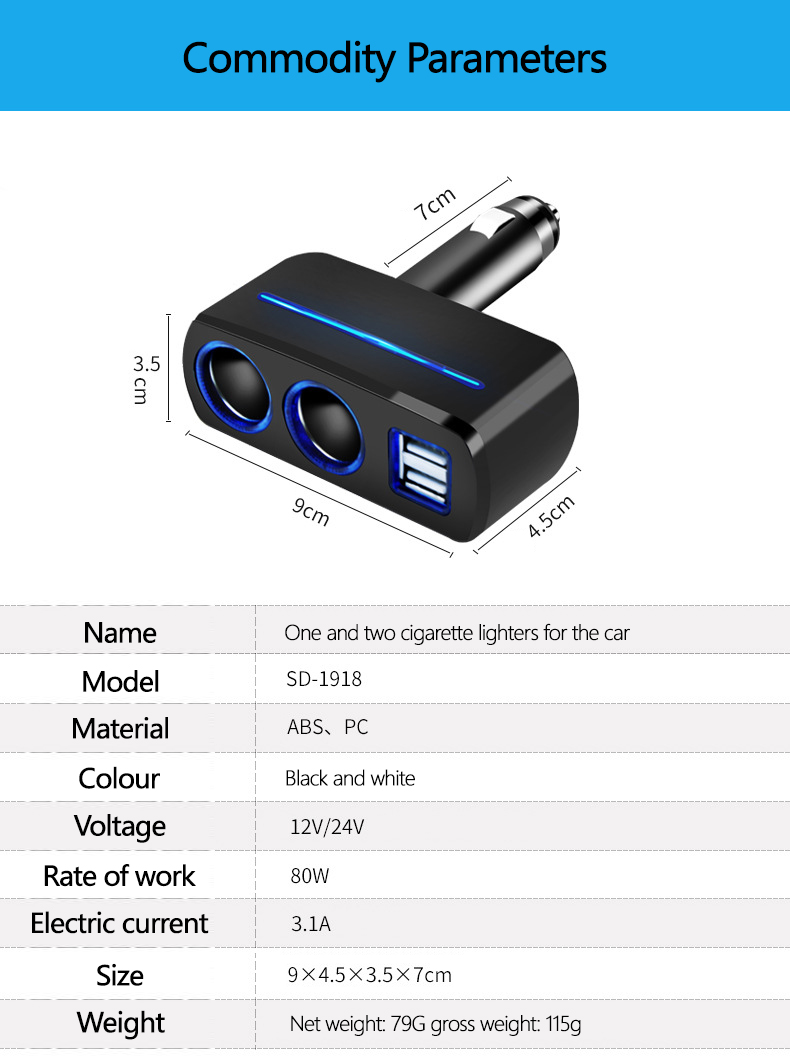 Commodity Parameters
7cm
3.5
cm
9cm
4.5cm
Name One and two cigarette lighters for the car
Model SD-1918
Material ABS、PC
Colour Black and white
Voltage 12V/24V
Rate of work 80W
Electric current 3.1A
Size 9×4.5×3.5×7cm
Weight Net weight: 79G gross weight: 115g